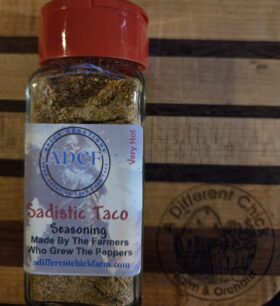 ADCF
Very Hot
Sadistic Taco
Seasoning
Made By The Farmers
Who Grew The Peppers
adifferentchickfarm.com
A Different Chick
Farm & Orchard